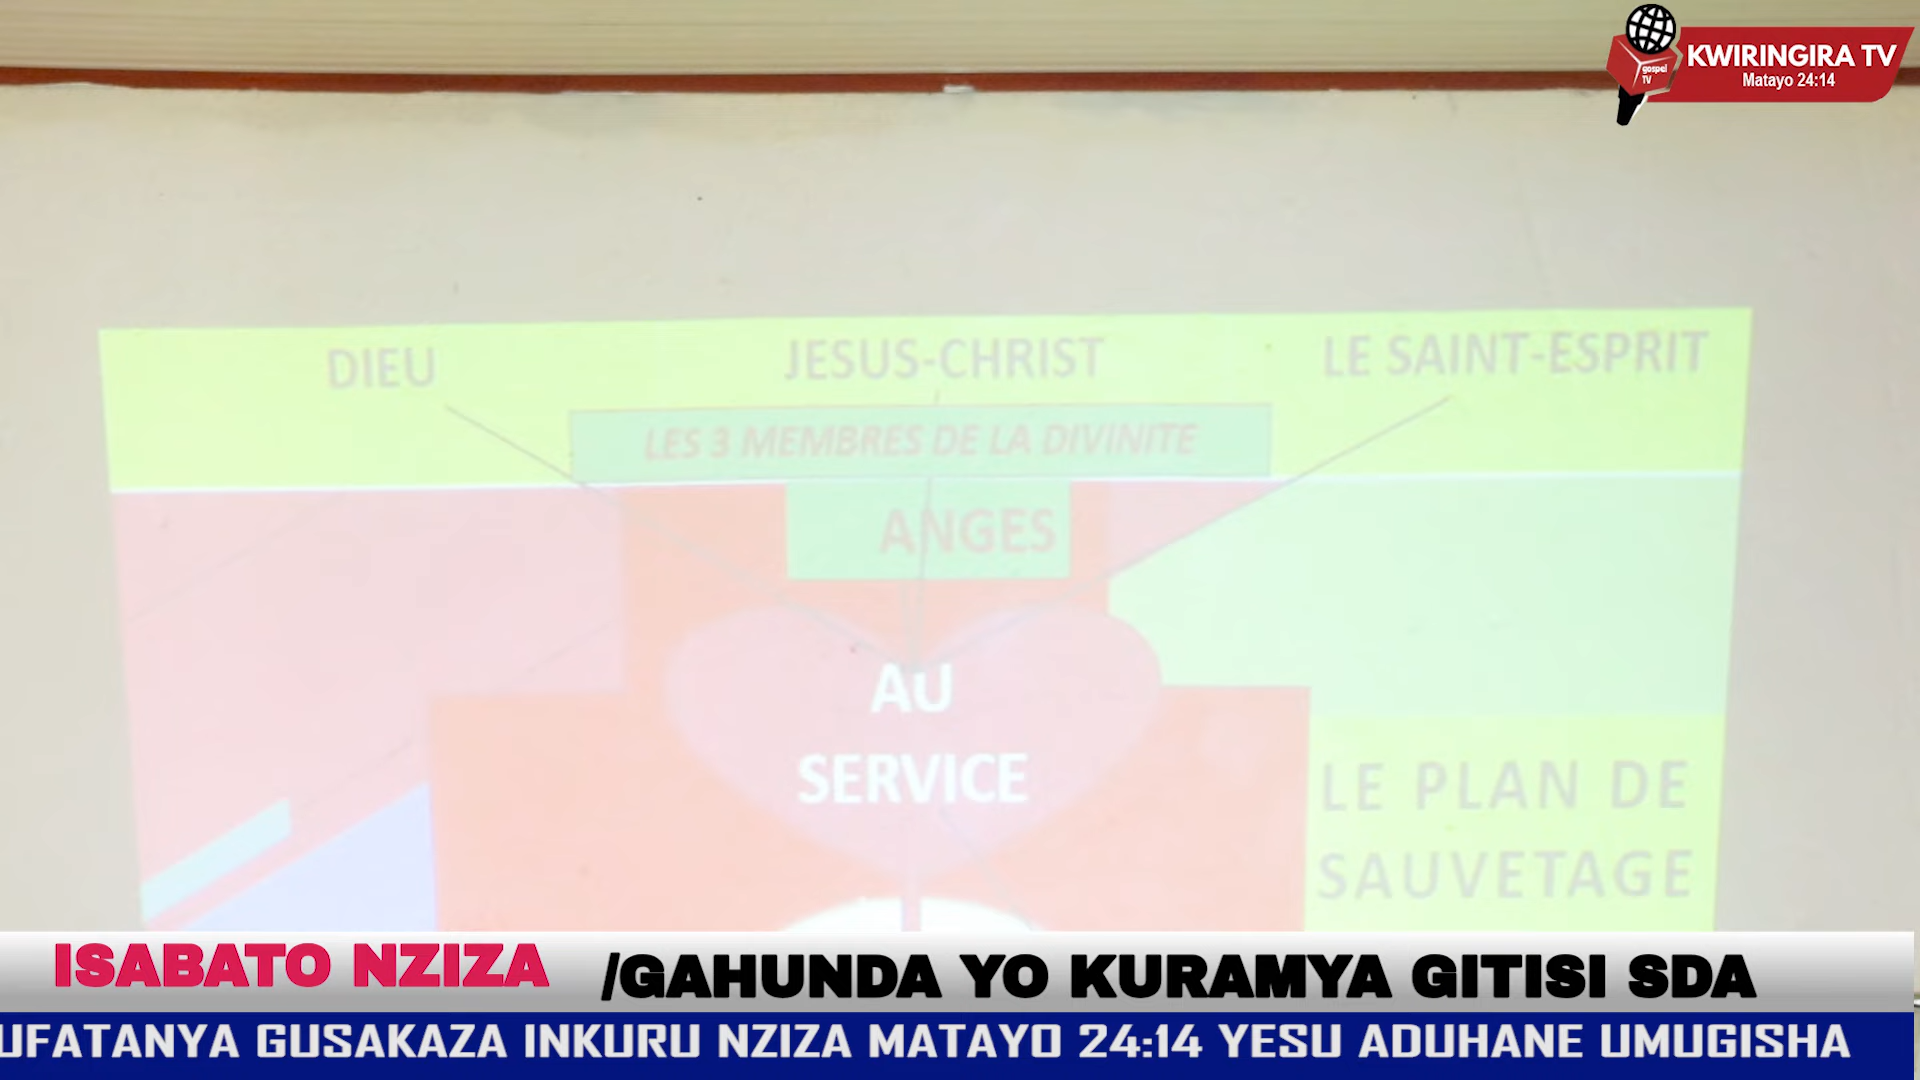 KWIRINGIRA TV
gospel
TV
Matayo 24:14
DIEU
JESUS-CHRIST
LE SAINT-ESPRIT
LES 3 MEMBRES DE LA DIVINITE
ANGES
AU
SERVICE
LE PLAN DE
SAUVETAGE
ISABATO NZIZA
/GAHUNDA YO KURAMYA GITISI SDA
UFATANYA GUSAKAZA INKURU NZIZA MATAYO 24:14 YESU ADUHANE UMUGISHA